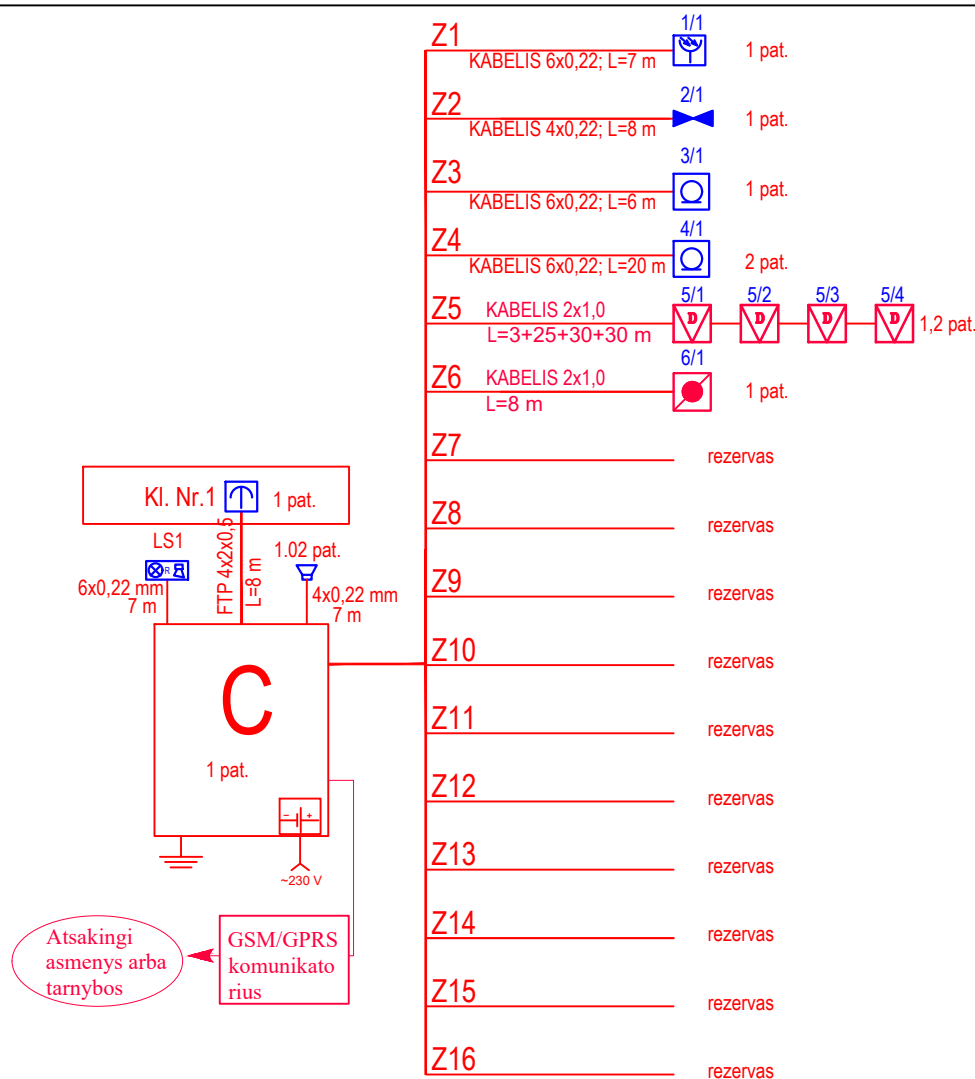 Z1
KABELIS 6x0,22; L=7 m
1/1
1 pat.
Z2
KABELIS 4x0,22; L=8 m
2/1
1 pat.
Z3
KABELIS 6x0,22; L=6 m
3/1
1 pat.
Z4
KABELIS 6x0,22; L=20 m
4/1
2 pat.
Z5
KABELIS 2x1,0
L=3+25+30+30 m
5/1
5/2
5/3
5/4
D
D
D
D
1,2 pat.
Z6
KABELIS 2x1,0
L=8 m
6/1
1 pat.
Z7
rezervas
Z8
rezervas
Z9
rezervas
Z10
rezervas
Z11
rezervas
Z12
rezervas
Z13
rezervas
Z14
rezervas
Z15
rezervas
Z16
rezervas
Kl. Nr.1
1 pat.
LS1
R
6x0,22 mm
7 m
FTP 4x2x0,5
L=8 m
1.02 pat.
4x0,22 mm
7 m
C
1 pat.
- +
~230 V
GSM/GPRS
komunikato
rius
Atsakingi
asmenys arba
tarnybos